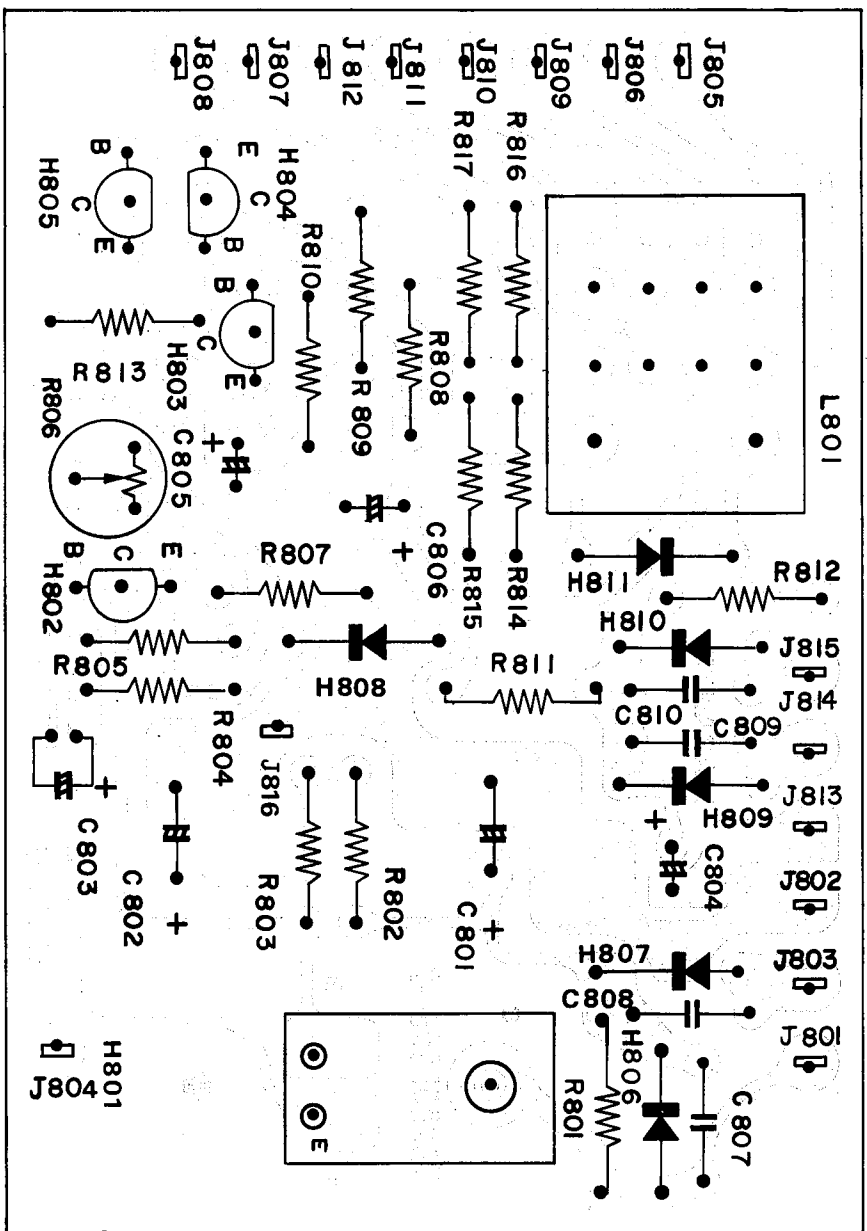 J808
J807
J812
J811
J810
J809
J806
J805
H805
B
C
E
E
H804
C
B
R817
R816
R810
B
C
E
H803
R813
R809
R808
L801
R806
C805
+
C806
+
R815
R814
H811
R812
B
C
E
H802
R807
H810
J815
R805
H808
R811
J814
R804
C810
C809
J816
J813
H809
+
C804
C803
+
C802
+
R803
R802
C801
+
J802
H807
J803
C808
J801
H801
J804
E
R801
H806
C807